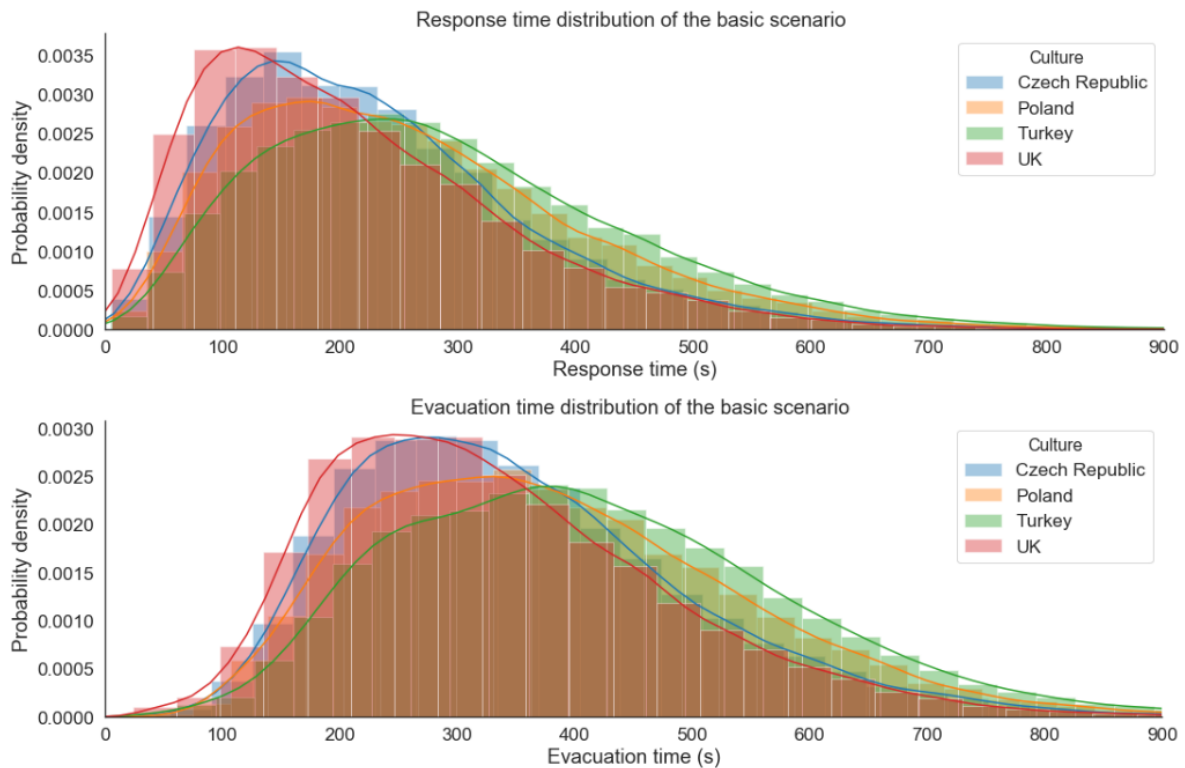 Response time distribution of the basic scenario
Probability density
0.0035
0.0030
0.0025
0.0020
0.0015
0.0010
0.0005
0.0000
Culture
Czech Republic
Poland
Turkey
UK
0 100 200 300 400 500 600 700 800 900
Response time (s)
Evacuation time distribution of the basic scenario
Probability density
0.0030
0.0025
0.0020
0.0015
0.0010
0.0005
0.0000
Culture
Czech Republic
Poland
Turkey
UK
0 100 200 300 400 500 600 700 800 900
Evacuation time (s)